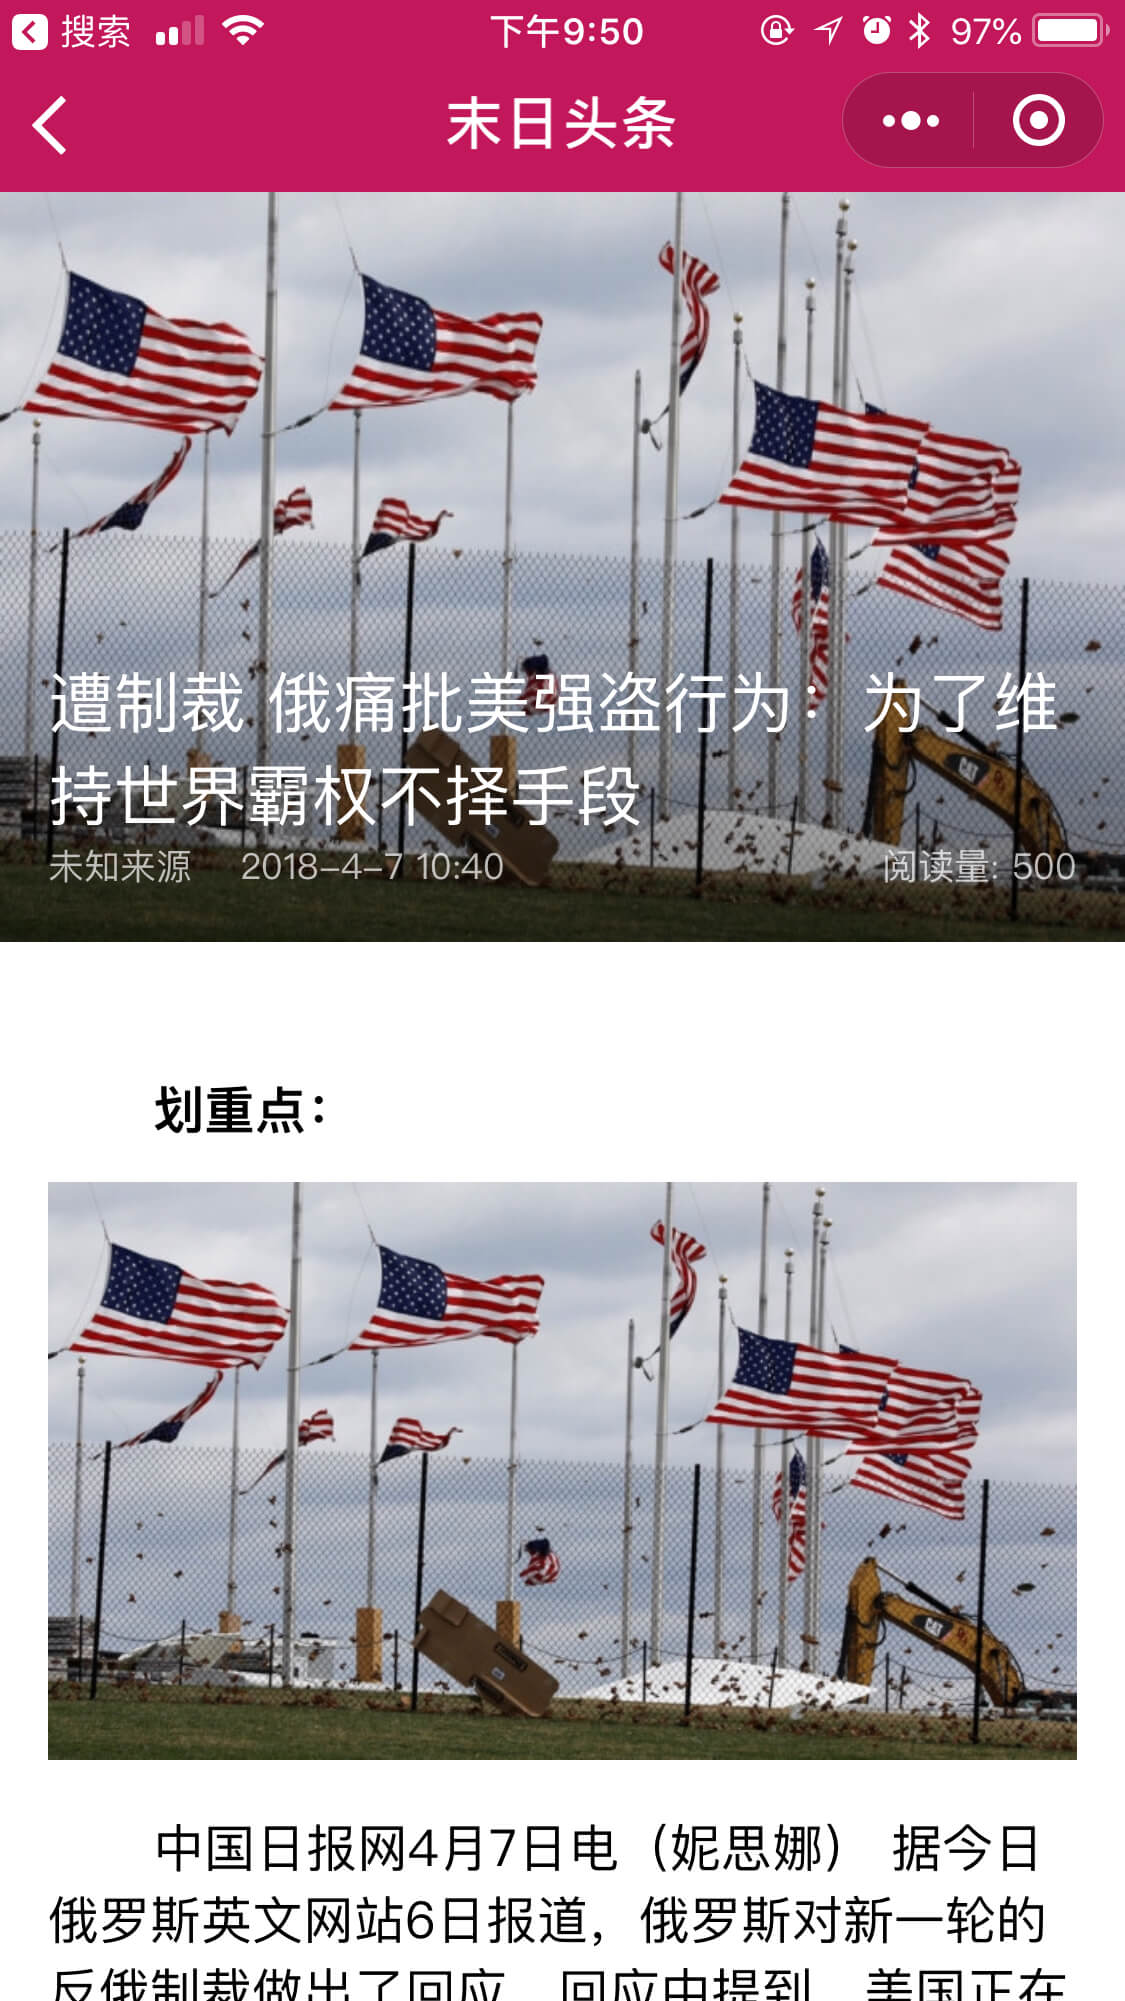 搜索 下午9:50 97%
末日头条
遭制裁 俄痛批美强盗行为：为了维
持世界霸权不择手段
未知来源 2018-4-7 10:40 阅读量: 500
划重点：
中国日报网4月7日电（妮思娜） 据今日
俄罗斯英文网站6日报道，俄罗斯对新一轮的
反俄制裁做出了回应，回应中提到，美国正在